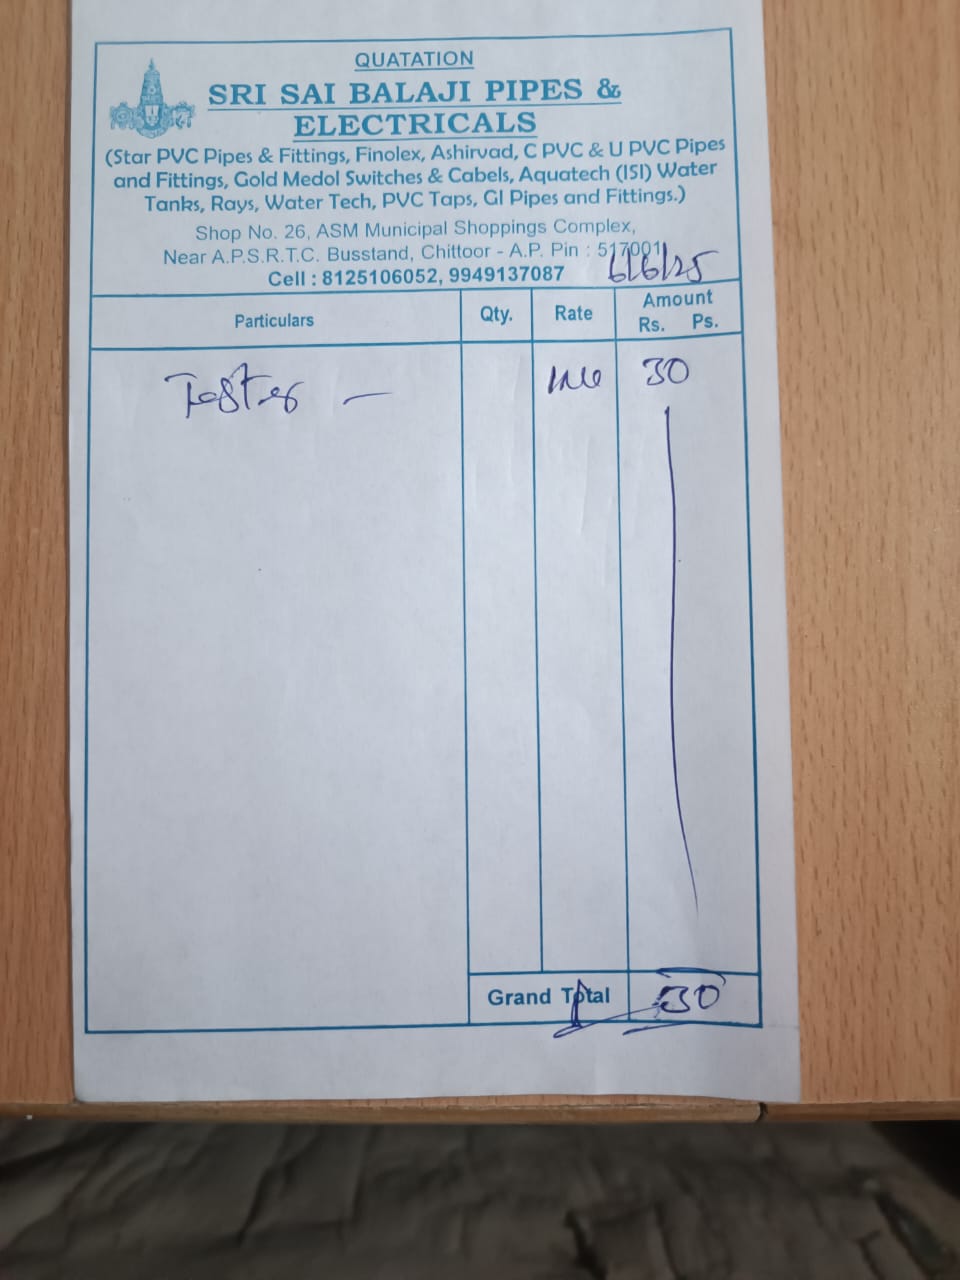 QUATATION
SRI SAI BALAJI PIPES &
ELECTRICALS
(Star PVC Pipes & Fittings, Finolex, Ashirvad, C PVC & U PVC Pipes
and Fittings, Gold Medol Switches & Cabels, Aquatech (ISI) Water
Tanks, Rays, Water Tech, PVC Taps, GI Pipes and Fittings.)
Shop No. 26, ASM Municipal Shoppings Complex,
Near A.P.S.R.T.C. Busstand, Chittoor - A.P. Pin : 517001
Cell : 8125106052, 9949137087 6/6/25
Particulars Qty. Rate Amount
Rs. Ps.
Tester — 30
Grand Total 30